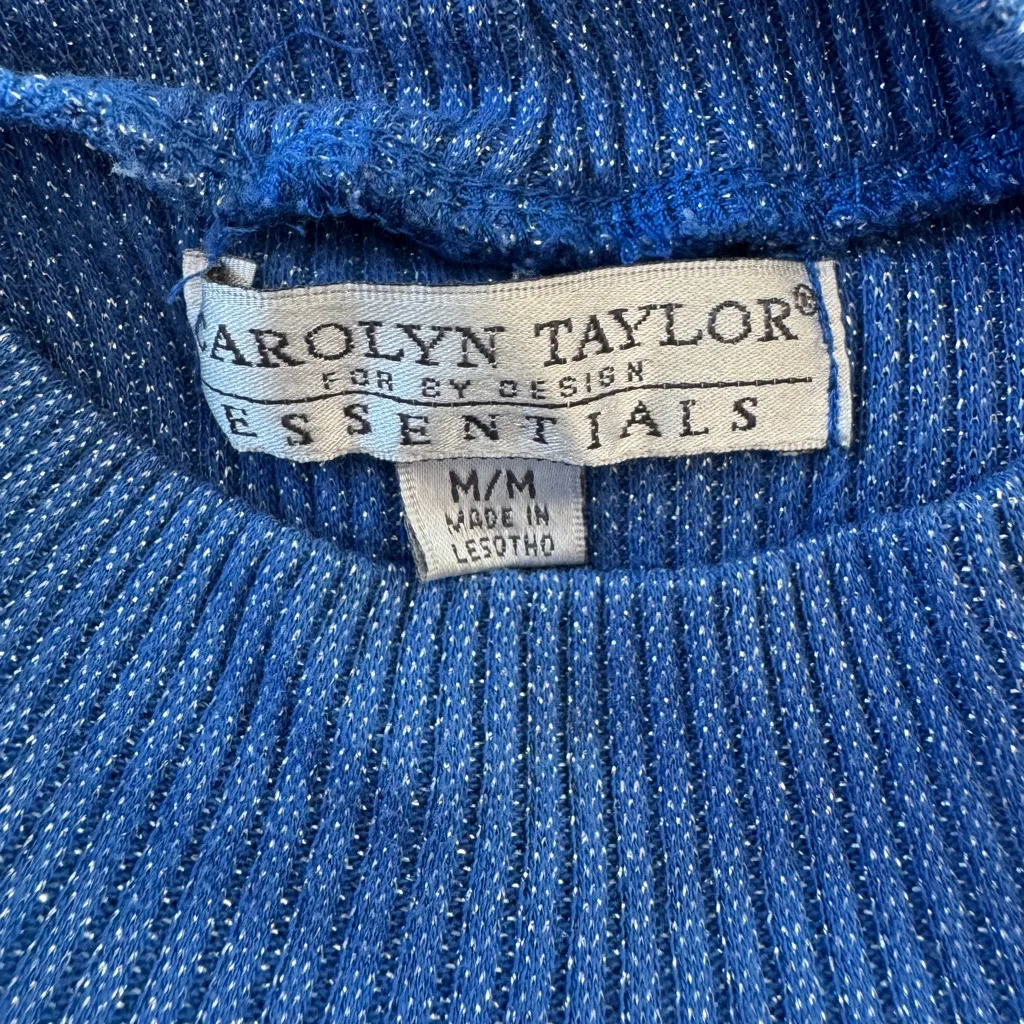 CAROLYN TAYLOR®
FOR BY DESIGN
ESSENTIALS
M/M
MADE IN
LESOTHO